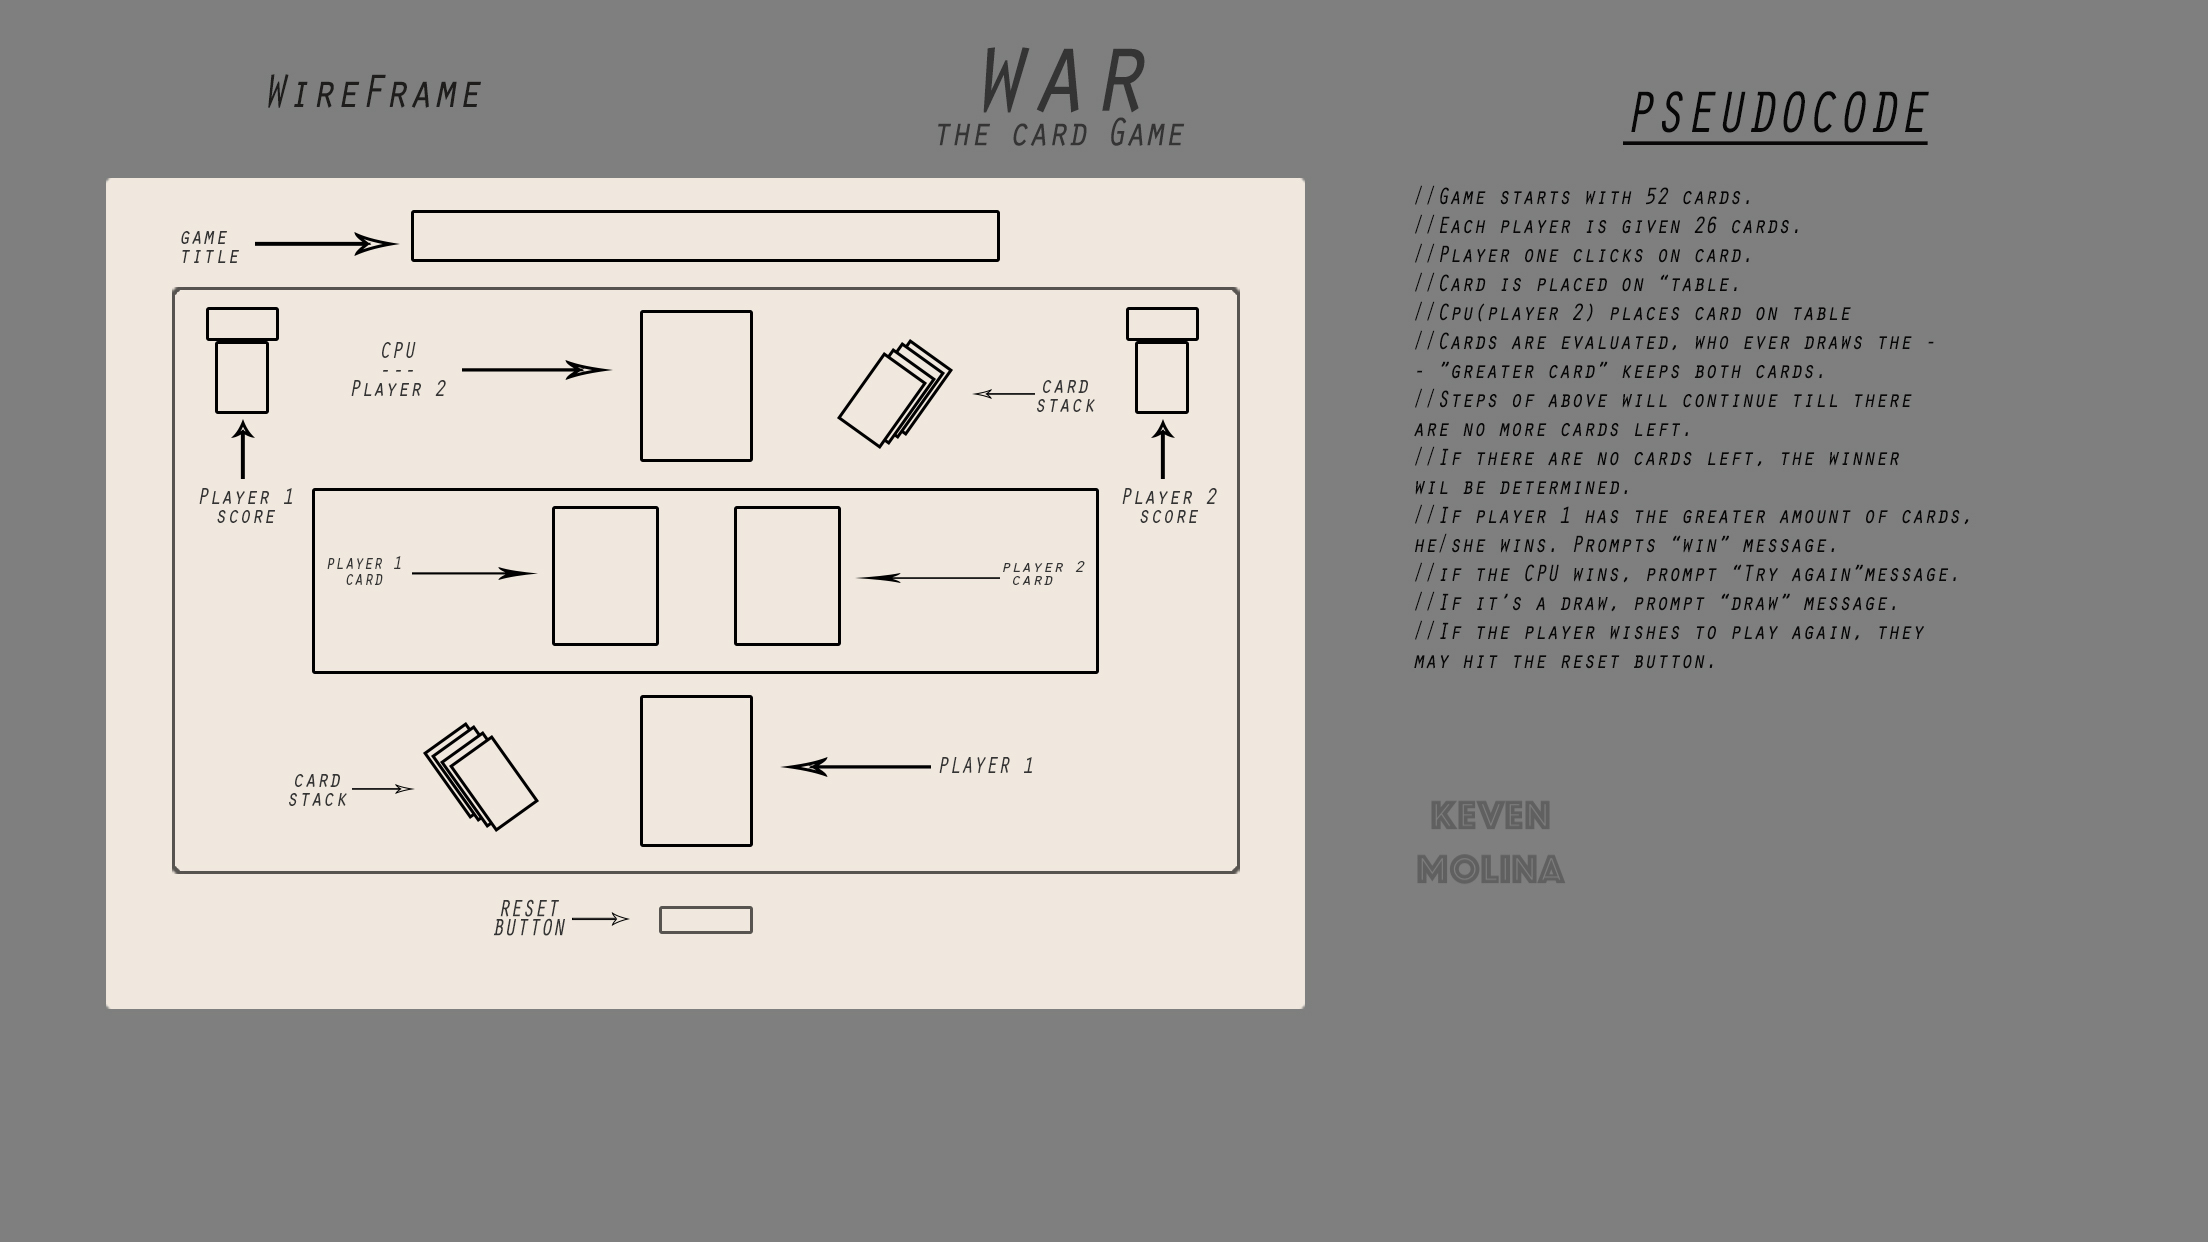 WireFrame
WAR
the card Game
PSEUDOCODE
GAME
TITLE
CPU
---
Player 2
card
stack
Player 1
score
Player 2
score
player 1
card
player 2
card
card
stack
Player 1
Reset
Button
//Game starts with 52 cards.
//Each player is given 26 cards.
//Player one clicks on card.
//Card is placed on “table.
//Cpu(player 2) places card on table
//Cards are evaluated, who ever draws the -
- ”greater card” keeps both cards.
//Steps of above will continue till there
are no more cards left.
//If there are no cards left, the winner
wil be determined.
//If player 1 has the greater amount of cards,
he/she wins. Prompts “win” message.
//if the CPU wins, prompt “Try again”message.
//If it’s a draw, prompt “draw” message.
//If the player wishes to play again, they
may hit the reset button.
KEVEN
MOLINA